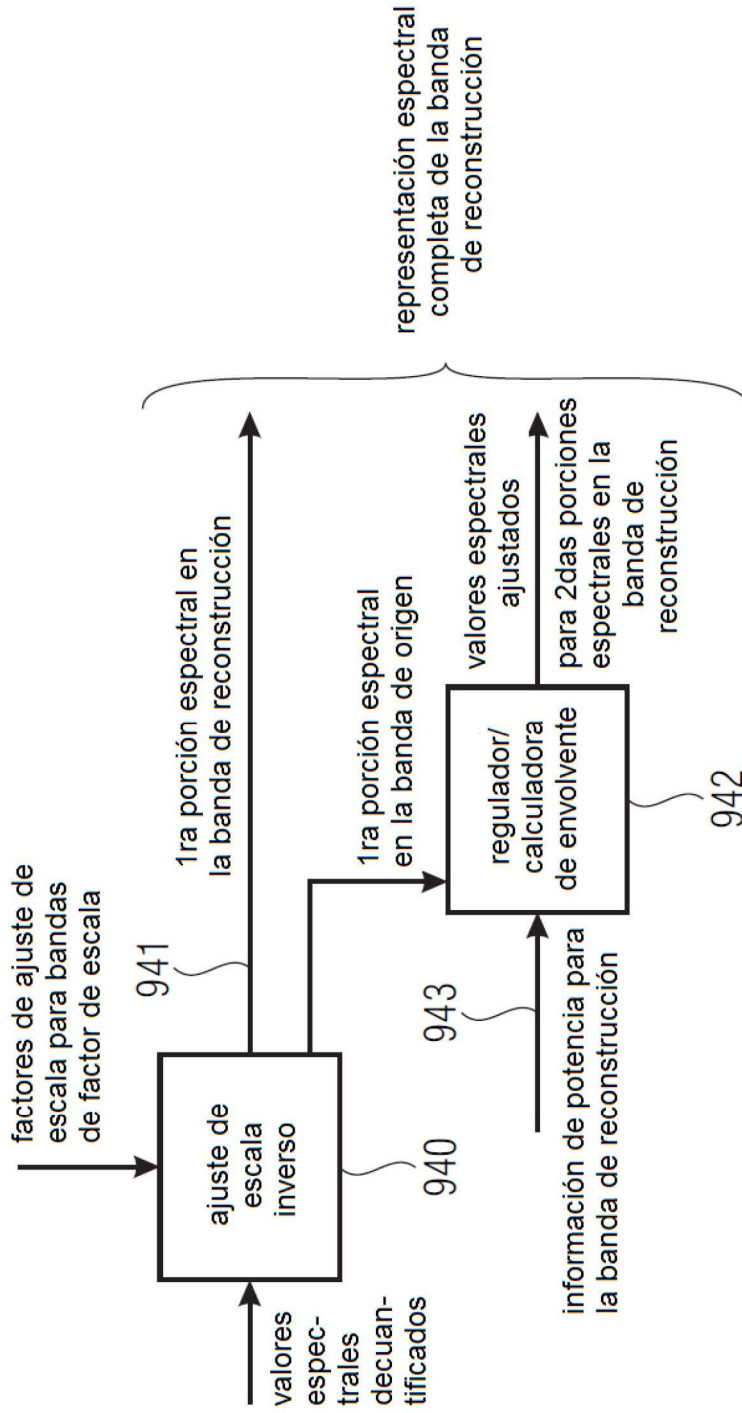 factores de ajuste de
escala para bandas
de factor de escala
valores
espec-
trales
decuan-
tificados
ajuste de
escala
inverso
940
941
1ra porción espectral en
la banda de reconstrucción
1ra porción espectral
en la banda de origen
943
información de potencia para
la banda de reconstrucción
regulador/
calculadora
de envolvente
942
valores espectrales
ajustados
para 2das porciones
espectrales en la
banda de
reconstrucción
representación espectral
completa de la banda
de reconstrucción